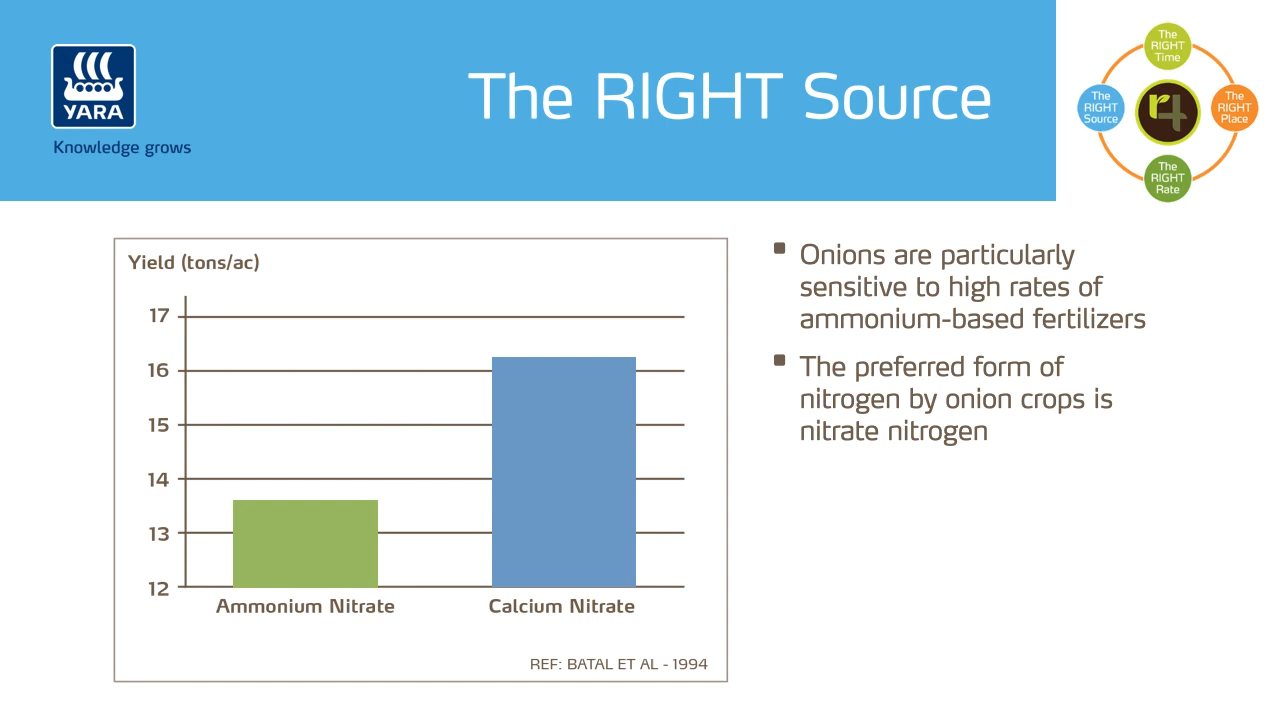 YARA
Knowledge grows
The RIGHT Source
The
RIGHT
Time
The
RIGHT
Source
r4
The
RIGHT
Place
The
RIGHT
Rate
Yield (tons/ac)
17
16
15
14
13
12
Ammonium Nitrate
Calcium Nitrate
REF: BATAL ET AL - 1994
Onions are particularly
sensitive to high rates of
ammonium-based fertilizers
The preferred form of
nitrogen by onion crops is
nitrate nitrogen